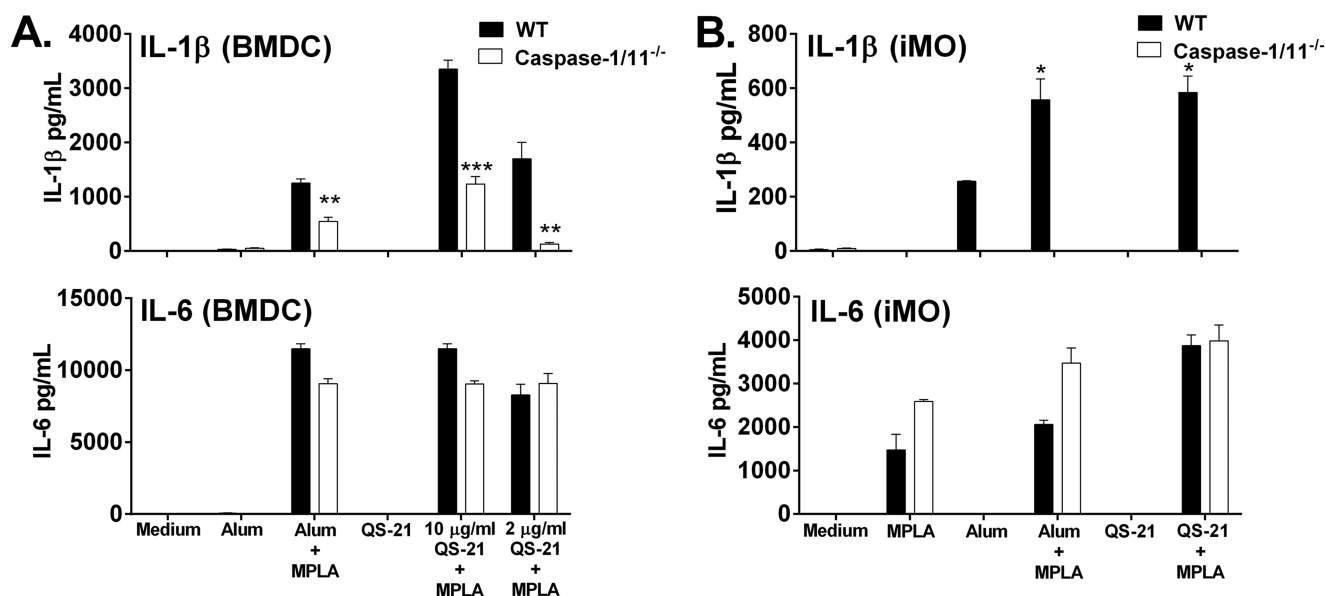 A.
IL-1β (BMDC)
WT
Caspase-1/11-/-
IL-1β pg/mL
4000
3000
2000
1000
0
**
***
**
IL-6 (BMDC)
IL-6 pg/mL
15000
10000
5000
0
Medium
Alum
Alum
+
MPLA
QS-21
10 μg/ml
QS-21
+
MPLA
2 μg/ml
QS-21
+
MPLA
B.
IL-1β (iMO)
WT
Caspase-1/11-/-
IL-1β pg/mL
800
600
400
200
0
*
*
IL-6 (iMO)
IL-6 pg/mL
5000
4000
3000
2000
1000
0
Medium
MPLA
Alum
Alum
+
MPLA
QS-21
QS-21
+
MPLA